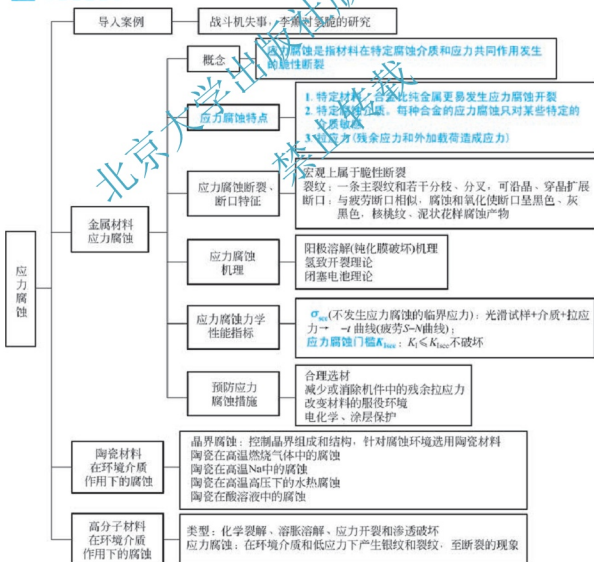 导入案例
战斗机失事，李薰对氢脆的研究
概念
应力腐蚀是指材料在特定腐蚀介质和应力共同作用发生
的脆性断裂
应力腐蚀特点
1. 特定材料，合金比纯金属更易发生应力腐蚀开裂
2. 特定腐蚀介质。每种合金的应力腐蚀只对某些特定的
介质敏感
3. 拉应力(残余应力和外加载荷造成应力)
应力腐蚀断裂、
断口特征
宏观上属于脆性断裂
裂纹：一条主裂纹和若干分枝、分叉，可沿晶、穿晶扩展
断口：与疲劳断口相似，腐蚀和氧化使断口呈黑色、灰
黑色，核桃纹、泥状花样腐蚀产物
金属材料
应力腐蚀
应力腐蚀
应力腐蚀
机理
阳极溶解(钝化膜破坏)机理
氢致开裂理论
闭塞电池理论
应力腐蚀力学
性能指标
σscc(不发生应力腐蚀的临界应力)：光滑试样+介质+拉应
力→ -t 曲线(疲劳S-N曲线)；
应力腐蚀门槛KIscc：KI≤KIscc不破坏
预防应力
腐蚀措施
合理选材
减少或消除机件中的残余拉应力
改变材料的服役环境
电化学、涂层保护
陶瓷材料
在环境介质
作用下的腐蚀
晶界腐蚀：控制晶界组成和结构，针对腐蚀环境选用陶瓷材料
陶瓷在高温燃烧气体中的腐蚀
陶瓷在高温Na中的腐蚀
陶瓷在高温高压下的水热腐蚀
陶瓷在酸溶液中的腐蚀
高分子材料
在环境介质
作用下的腐蚀
类型：化学裂解、溶胀溶解、应力开裂和渗透破坏
应力腐蚀：在环境介质和低应力下产生银纹和裂纹，至断裂的现象
北京大学出版社版
禁止转载